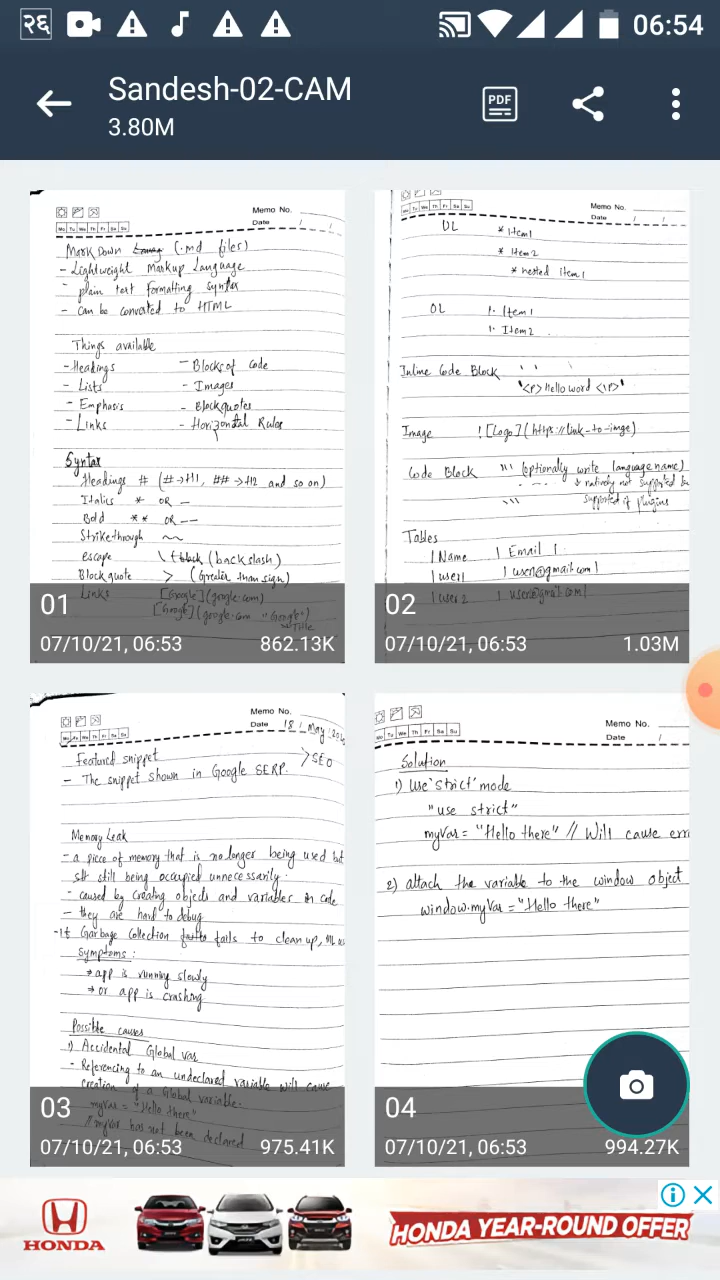 २६
06:54
Sandesh-02-CAM
3.80M
PDF
Memo No.
Mo Tu We Th Fr Sa Su
Date / /
Mark Down (.md files)
- Lightweight Markup Language
- plain text formatting syntax
- can be converted to HTML
Things available
- Headings - Blocks of code
- Lists - Images
- Emphasis - Blockquotes
- Links - Horizontal Rules
Syntax
Headings # (# → H1, ## → H2 and so on)
Italics * OR _
Bold ** OR __
Strikethrough ~~
escape \ (backslash)
Block quote > (Greater than sign)
Links [Google](google.com)
[Google](google.com "Google")
Title
01
07/10/21, 06:53 862.13K
Memo No.
Mo Tu We Th Fr Sa Su
Date / /
UL * Item1
* Item2
* nested item1
OL 1. Item1
1. Item2
Inline Code Block ` `
`<p>Hello word <\p>`
Image ![Logo](https://link-to-imge)
Code Block ``` (optionally write language name)
↓ natively not supported
``` supported if plugins
Tables
| Name | Email |
| user1 | user@gmail.com |
| user2 | user@gmail.com |
02
07/10/21, 06:53 1.03M
Memo No.
Mo Tu We Th Fr Sa Su
Date 18 / May /
Featured snippet
- The snippet shown in Google SERP. > SEO
Memory Leak
- a piece of memory that is no longer being used but
still being occupied unnecessarily.
- caused by creating objects and variables in code
- they are hard to debug
- If Garbage Collection fails to clean up,
Symptoms:
→ app is running slowly
→ or app is crashing
Possible causes
1) Accidental Global var
- Referencing to an undeclared variable will cause
creation of a Global variable.
myVar = "Hello there"
// myVar has not been declared
03
07/10/21, 06:53 975.41K
Memo No.
Mo Tu We Th Fr Sa Su
Date /
Solution
1) Use 'strict' mode
"use strict"
myVar = "Hello there" // Will cause err
2) attach the variable to the window object
window.myVar = "Hello there"
04
07/10/21, 06:53 994.27K
HONDA
HONDA YEAR-ROUND OFFER